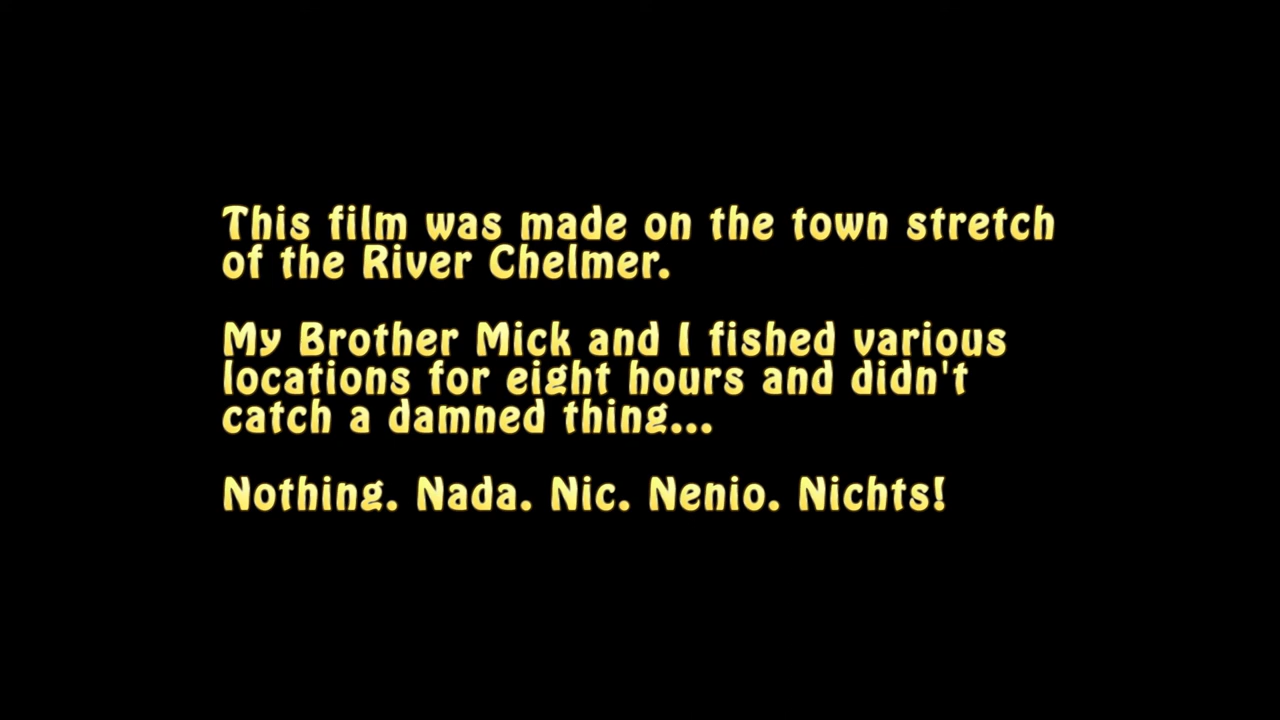 This film was made on the town stretch
of the River Chelmer.
My Brother Mick and I fished various
locations for eight hours and didn't
catch a damned thing...
Nothing. Nada. Nic. Nenio. Nichts!